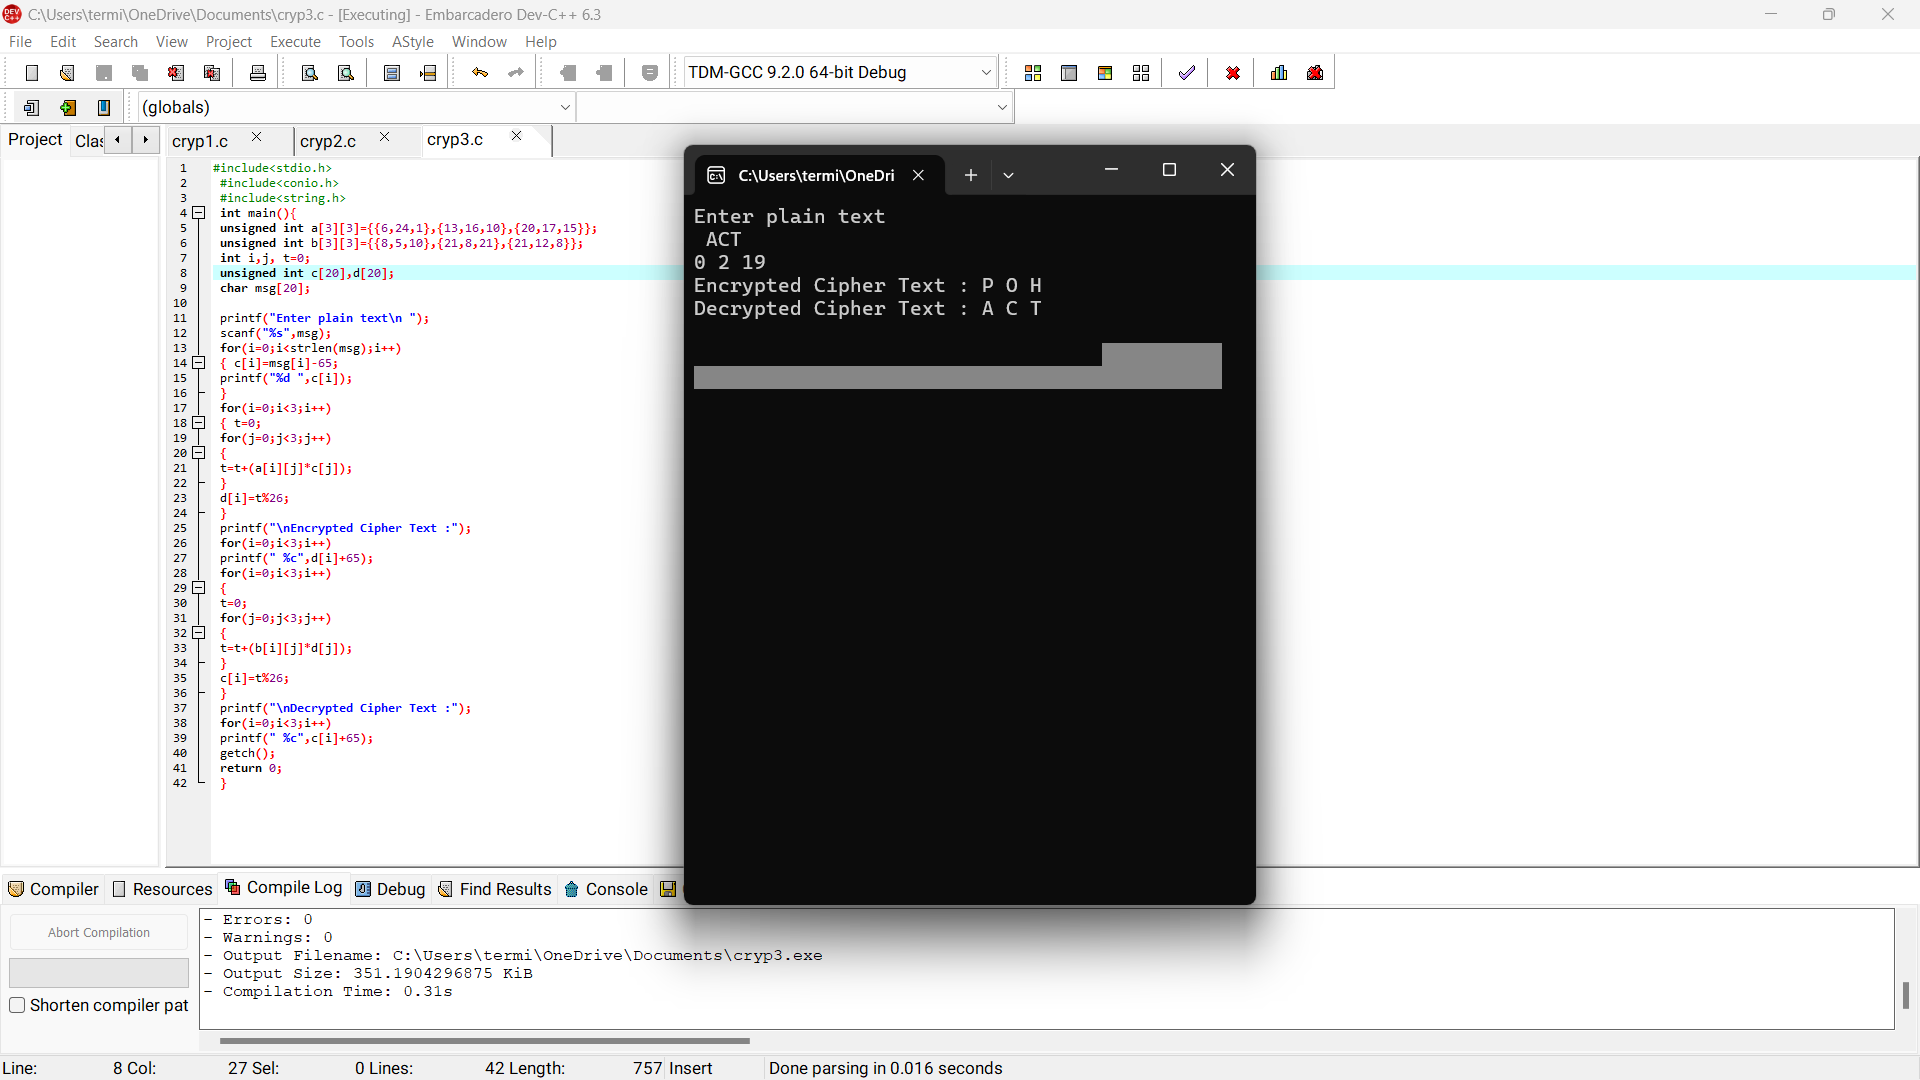 C:\Users\termi\OneDrive\Documents\cryp3.c - [Executing] - Embarcadero Dev-C++ 6.3
File Edit Search View Project Execute Tools AStyle Window Help
TDM-GCC 9.2.0 64-bit Debug
(globals)
Project Clas cryp1.c cryp2.c cryp3.c
1 #include<stdio.h>
2 #include<conio.h>
3 #include<string.h>
4 int main(){
5 unsigned int a[3][3]={{6,24,1},{13,16,10},{20,17,15}};
6 unsigned int b[3][3]={{8,5,10},{21,8,21},{21,12,8}};
7 int i,j, t=0;
8 unsigned int c[20],d[20];
9 char msg[20];
10
11 printf("Enter plain text\n ");
12 scanf("%s",msg);
13 for(i=0;i<strlen(msg);i++)
14 { c[i]=msg[i]-65;
15 printf("%d ",c[i]);
16 }
17 for(i=0;i<3;i++)
18 { t=0;
19 for(j=0;j<3;j++)
20 {
21 t=t+(a[i][j]*c[j]);
22 }
23 d[i]=t%26;
24 }
25 printf("\nEncrypted Cipher Text :");
26 for(i=0;i<3;i++)
27 printf(" %c",d[i]+65);
28 for(i=0;i<3;i++)
29 {
30 t=0;
31 for(j=0;j<3;j++)
32 {
33 t=t+(b[i][j]*d[j]);
34 }
35 c[i]=t%26;
36 }
37 printf("\nDecrypted Cipher Text :");
38 for(i=0;i<3;i++)
39 printf(" %c",c[i]+65);
40 getch();
41 return 0;
42 }
C:\Users\termi\OneDri
Enter plain text
ACT
0 2 19
Encrypted Cipher Text : P O H
Decrypted Cipher Text : A C T
Compiler Resources Compile Log Debug Find Results Console
Abort Compilation
Shorten compiler pat
- Errors: 0
- Warnings: 0
- Output Filename: C:\Users\termi\OneDrive\Documents\cryp3.exe
- Output Size: 351.1904296875 KiB
- Compilation Time: 0.31s
Line: 8 Col: 27 Sel: 0 Lines: 42 Length: 757 Insert Done parsing in 0.016 seconds